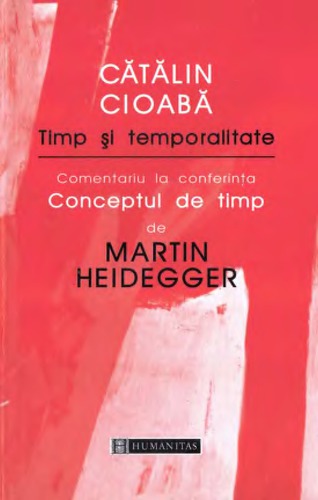 CĂTĂLIN
CIOABĂ
Timp şi temporalitate
Comentariu la conferinţa
Conceptul de timp
de
MARTIN
HEIDEGGER
HUMANITAS